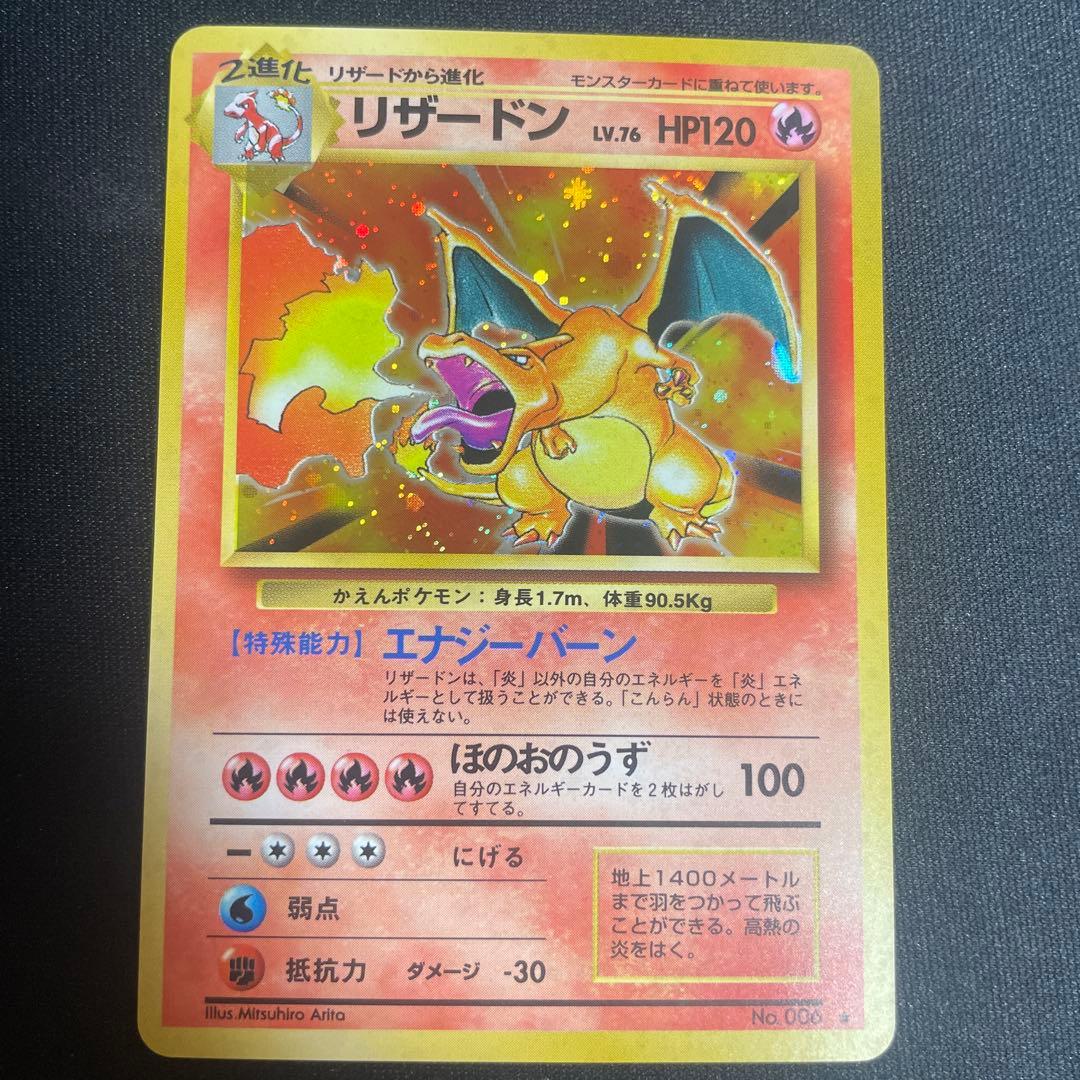 2進化 リザードから進化 モンスターカードに重ねて使います。
リザードン LV.76 HP120
かえんポケモン：身長1.7m、体重90.5Kg
【特殊能力】エナジーバーン
リザードンは、「炎」以外の自分のエネルギーを「炎」エネ
ルギーとして扱うことができる。「こんらん」状態のときに
は使えない。
ほのおのうず 100
自分のエネルギーカードを2枚はがし
てすてる。
にげる
弱点
抵抗力 ダメージ -30
地上1400メートル
まで羽をつかって飛ぶ
ことができる。高熱の
炎をはく。
Illus.Mitsuhiro Arita No. 006